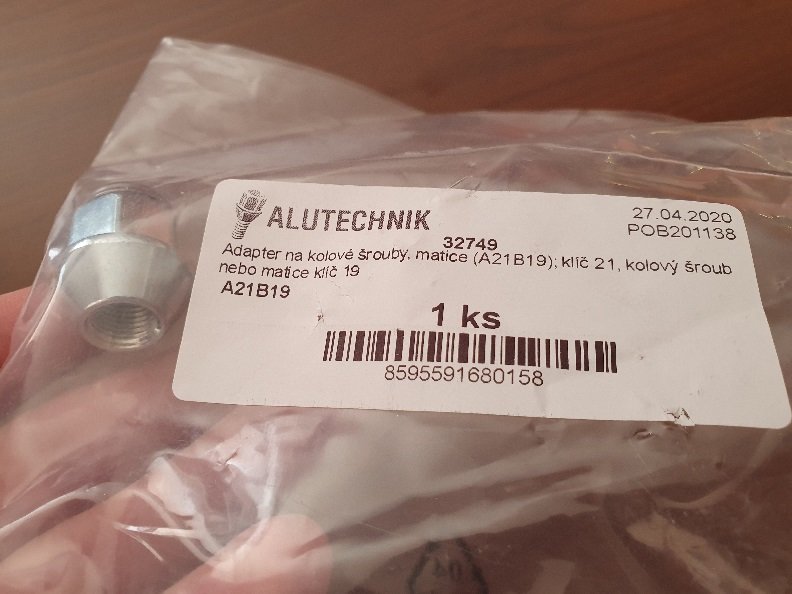 ALUTECHNIK
27.04.2020
POB201138
32749
Adapter na kolové šrouby, matice (A21B19); klíč 21, kolový šroub
nebo matice klíč 19
A21B19
1 ks
8595591680158
04